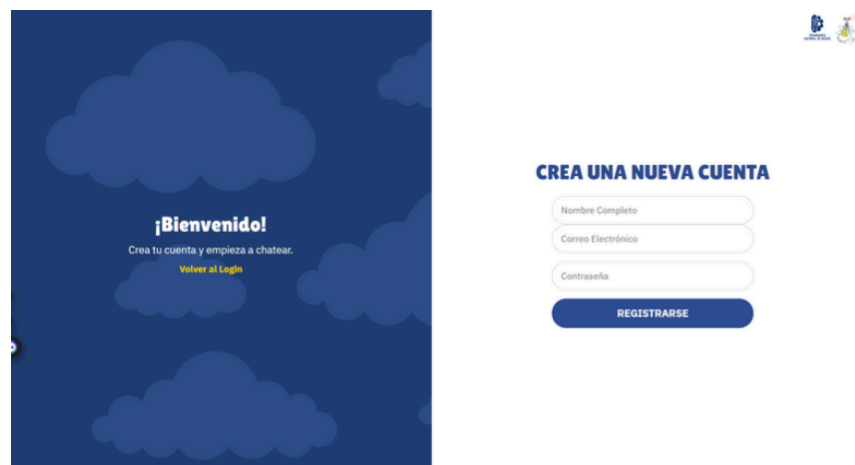 ¡Bienvenido!
Crea tu cuenta y empieza a chatear.
Volver al Login
CREA UNA NUEVA CUENTA
Nombre Completo
Correo Electrónico
Contraseña
REGISTRARSE